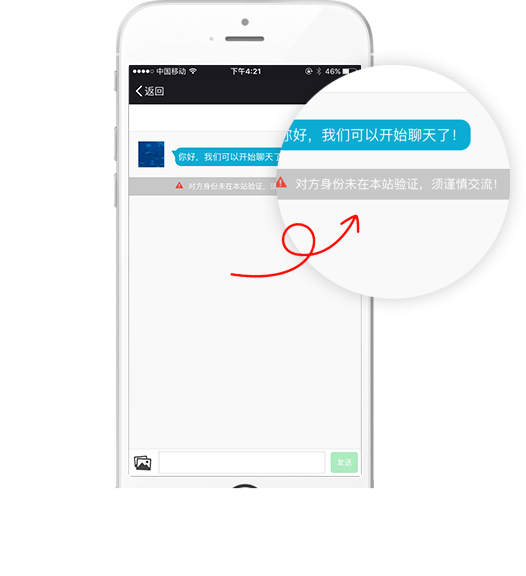 中国移动 下午4:21 46%
返回
你好，我们可以开始聊天了
对方身份未在本站验证，
你好，我们可以开始聊天了！
对方身份未在本站验证，须谨慎交流！
发送